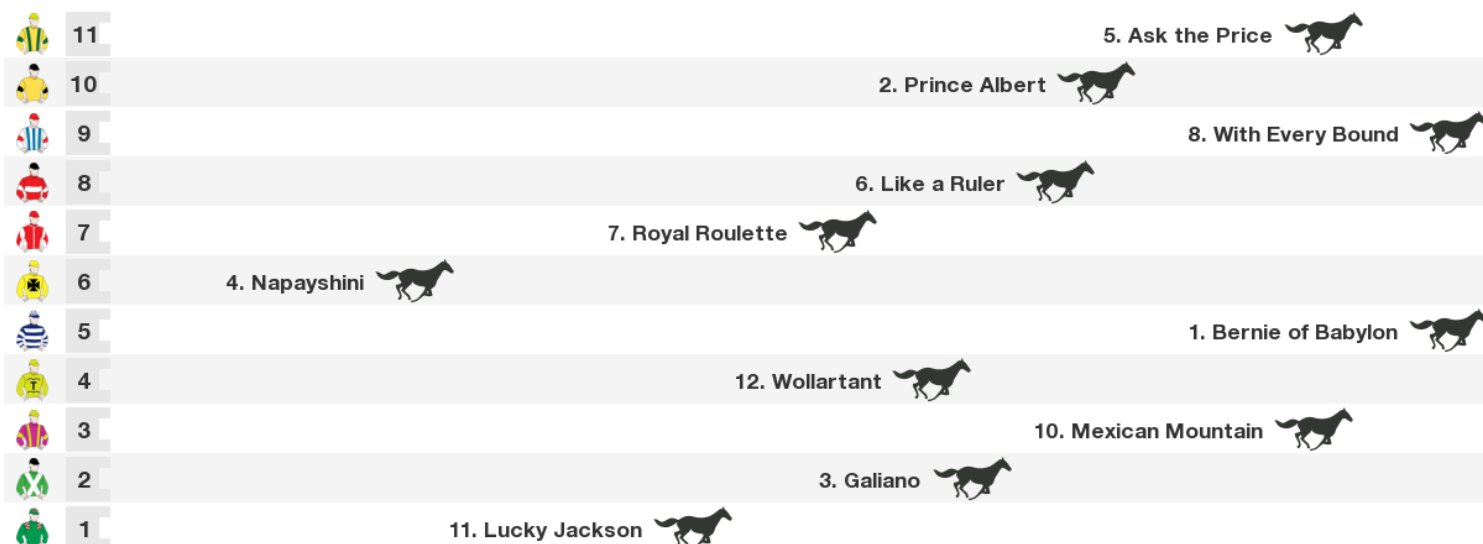 11 5. Ask the Price
10 2. Prince Albert
9 8. With Every Bound
8 6. Like a Ruler
7 7. Royal Roulette
6 4. Napayshini
5 1. Bernie of Babylon
4 12. Wollartant
T
3 10. Mexican Mountain
2 3. Galiano
1 11. Lucky Jackson